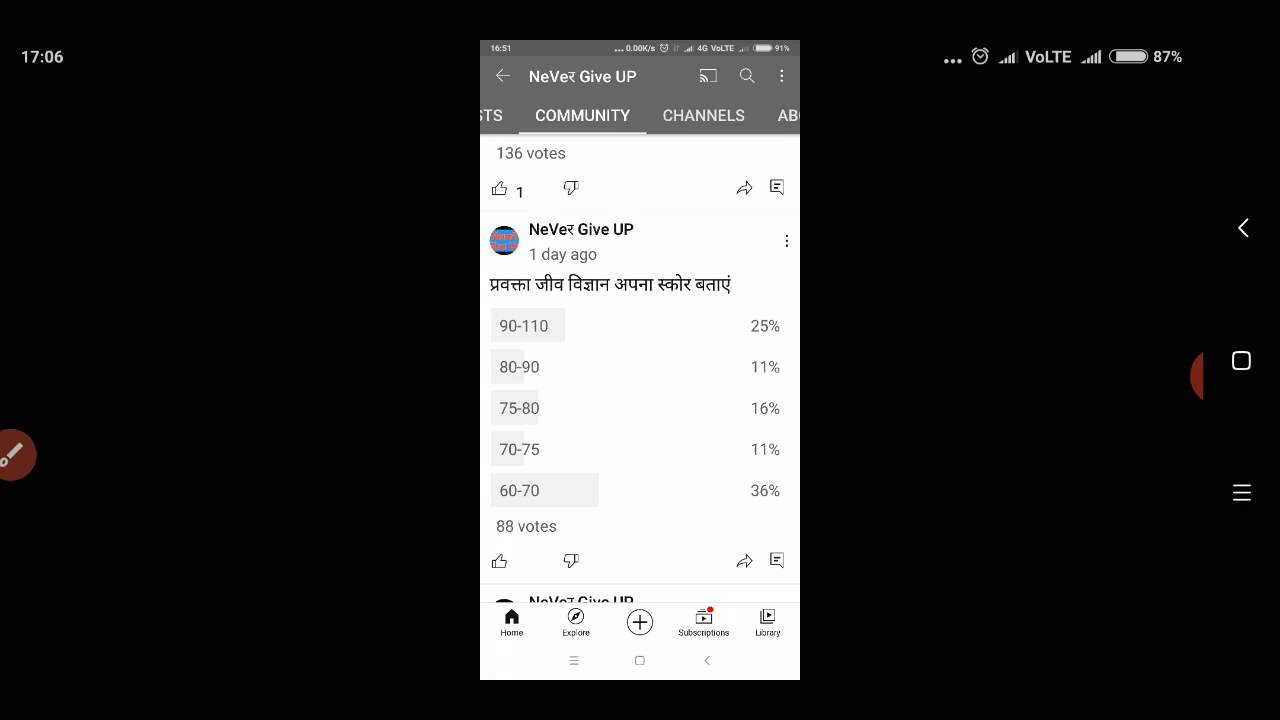 17:06
VoLTE 87%
16:51
... 0.00K/s 4G VoLTE 91%
NeVeर Give UP
STS COMMUNITY CHANNELS AB
136 votes
1
NeVeर Give UP
1 day ago
प्रवक्ता जीव विज्ञान अपना स्कोर बताएं
90-110 25%
80-90 11%
75-80 16%
70-75 11%
60-70 36%
88 votes
NeVeर Give UP
Home Explore Subscriptions Library